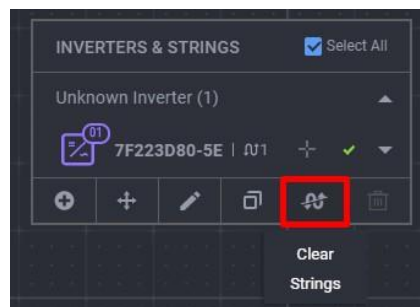 INVERTERS & STRINGS Select All
Unknown Inverter (1)
01
7F223D80-5E | 1
Clear
Strings